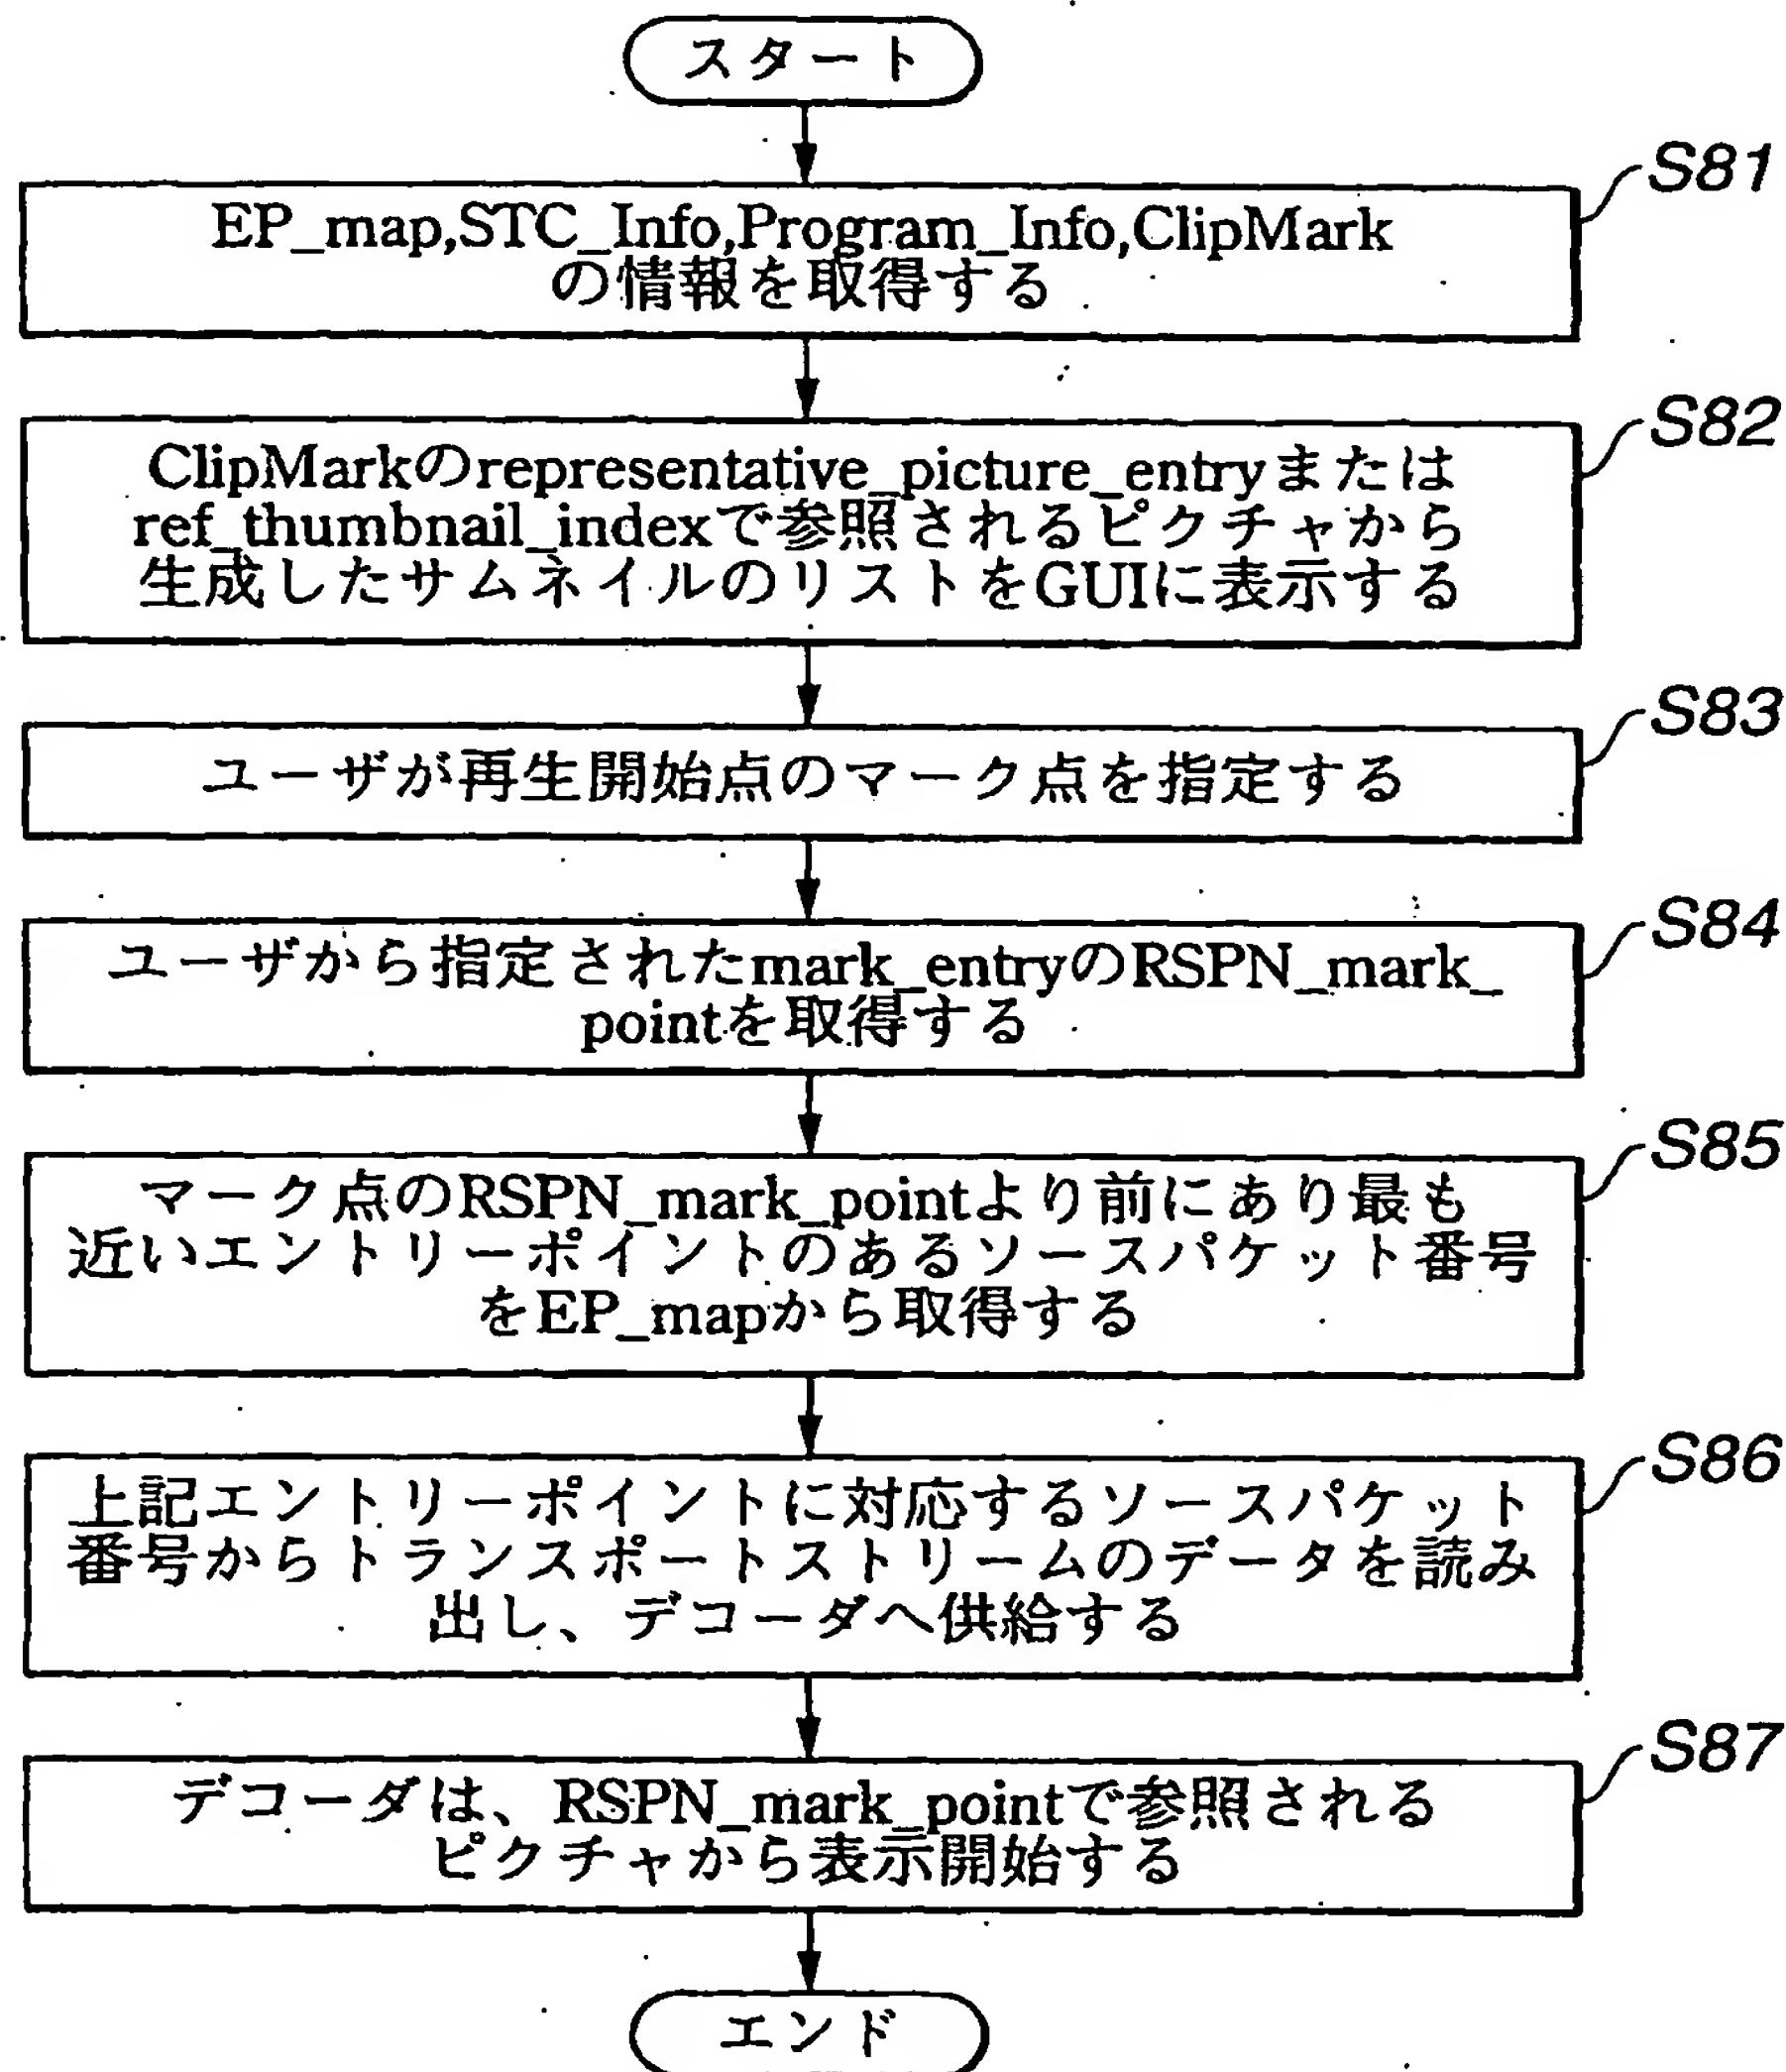 スタート
S81
EP_map,STC_Info,Program_Info,ClipMark
の情報を取得する
S82
ClipMarkのrepresentative_picture_entryまたは
ref_thumbnail_indexで参照されるピクチャから
生成したサムネイルのリストをGUIに表示する
S83
ユーザが再生開始点のマーク点を指定する
S84
ユーザから指定されたmark_entryのRSPN_mark_
pointを取得する
S85
マーク点のRSPN_mark_pointより前にあり最も
近いエントリーポイントのあるソースパケット番号
をEP_mapから取得する
S86
上記エントリーポイントに対応するソースパケット
番号からトランスポートストリームのデータを読み
出し、デコーダへ供給する
S87
デコーダは、RSPN_mark_pointで参照される
ピクチャから表示開始する
エンド